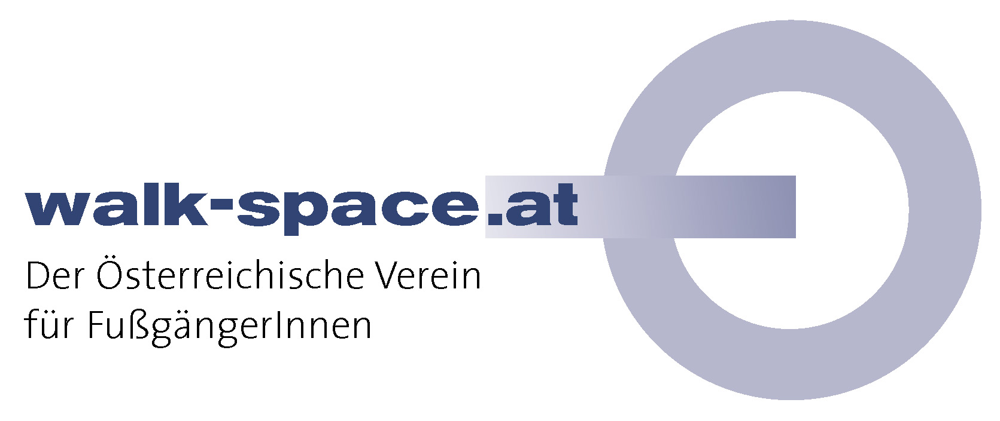 walk-space.at
Der Österreichische Verein
für FußgängerInnen